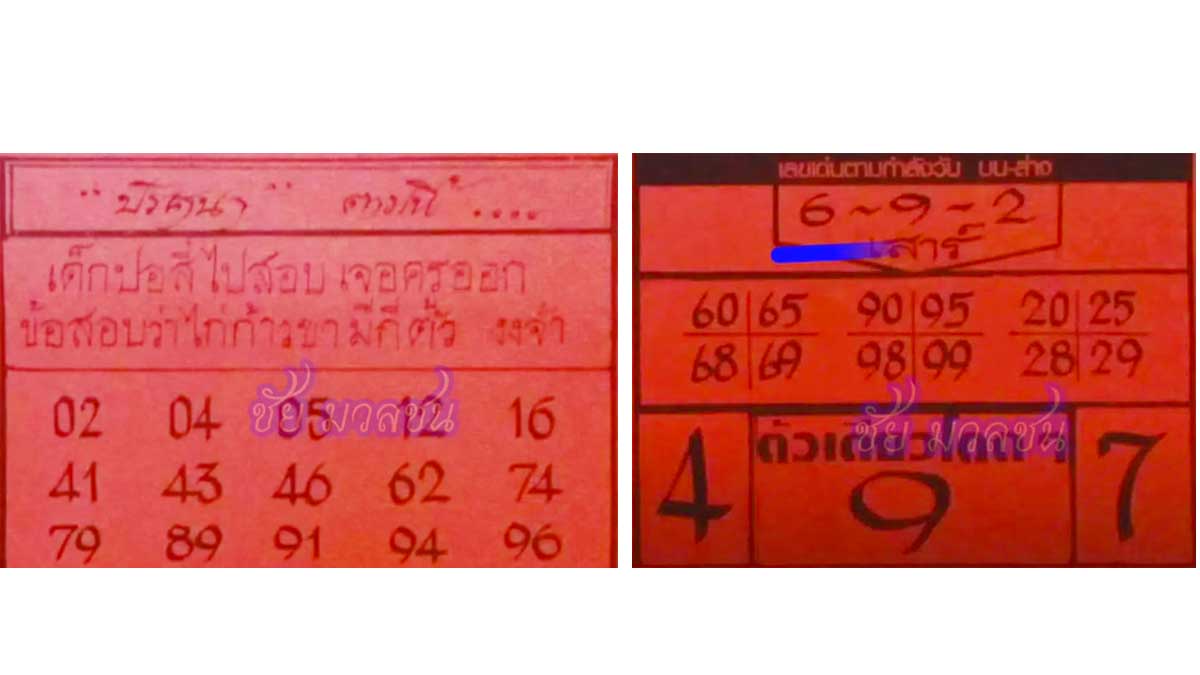 "ปริศนา"
เด็กปอสี่ไปสอบ เจอครูออก
ข้อสอบว่าไก่ก้าวขา มีกี่ตัว งงจ้า
02 04 05 12 16
41 43 46 62 74
79 89 91 94 96
ชัย มวลชน
เลขเด่นตามกำลังวัน บน-ล่าง
6-9-2
เสาร์
60 65 90 95 20 25
68 69 98 99 28 29
ชัย มวลชน
4 9 7